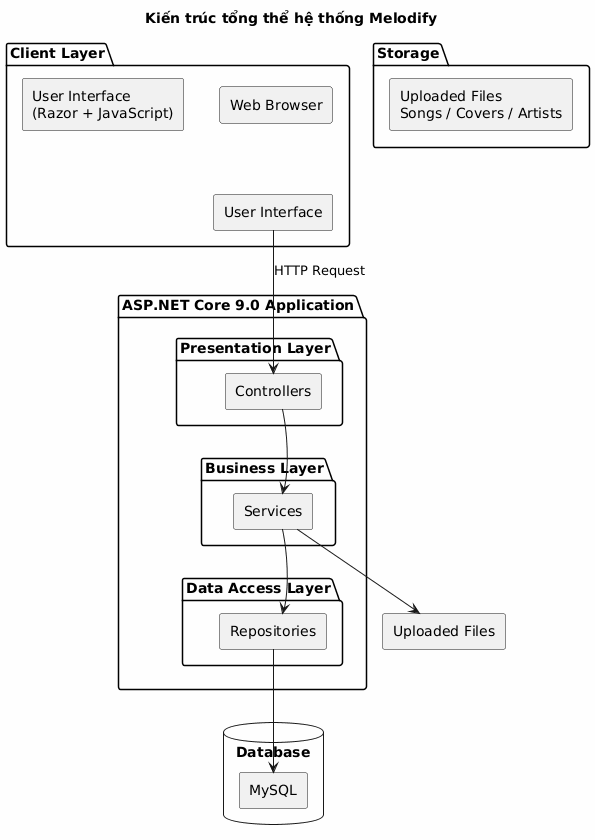 Kiến trúc tổng thể hệ thống Melodify
Client Layer
Storage
User Interface
(Razor + JavaScript)
Web Browser
Uploaded Files
Songs / Covers / Artists
User Interface
HTTP Request
ASP.NET Core 9.0 Application
Presentation Layer
Controllers
Business Layer
Services
Data Access Layer
Repositories
Uploaded Files
Database
MySQL